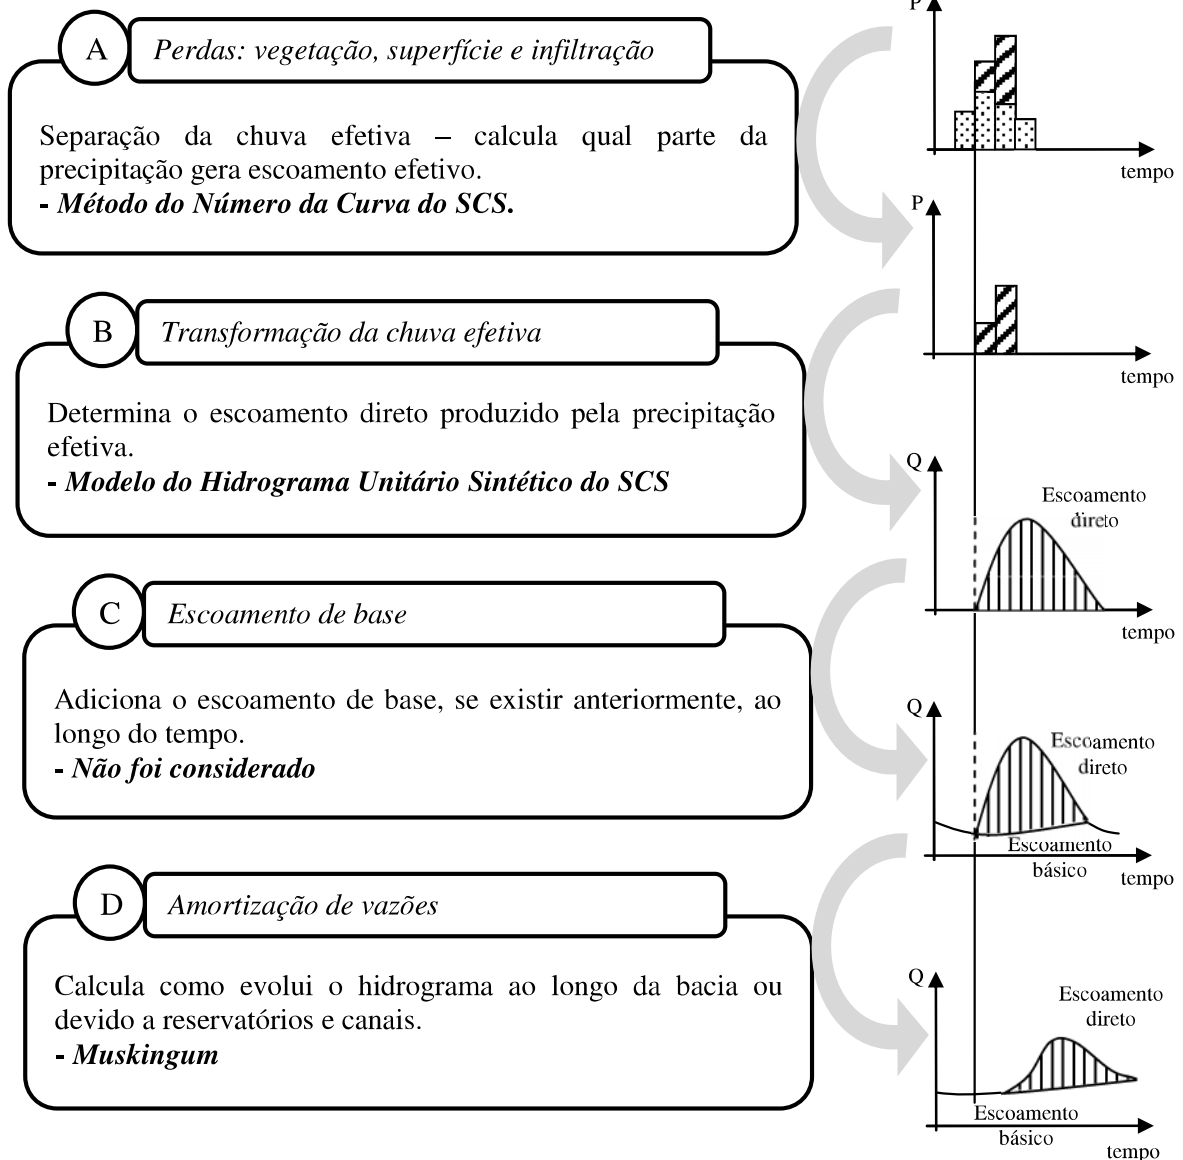 A
Perdas: vegetação, superfície e infiltração
Separação da chuva efetiva – calcula qual parte da
precipitação gera escoamento efetivo.
- Método do Número da Curva do SCS.
P
tempo
P
tempo
B
Transformação da chuva efetiva
Determina o escoamento direto produzido pela precipitação
efetiva.
- Modelo do Hidrograma Unitário Sintético do SCS
Q
Escoamento
direto
tempo
C
Escoamento de base
Adiciona o escoamento de base, se existir anteriormente, ao
longo do tempo.
- Não foi considerado
Q
Escoamento
direto
Escoamento
básico
tempo
D
Amortização de vazões
Calcula como evolui o hidrograma ao longo da bacia ou
devido a reservatórios e canais.
- Muskingum
Q
Escoamento
direto
Escoamento
básico
tempo